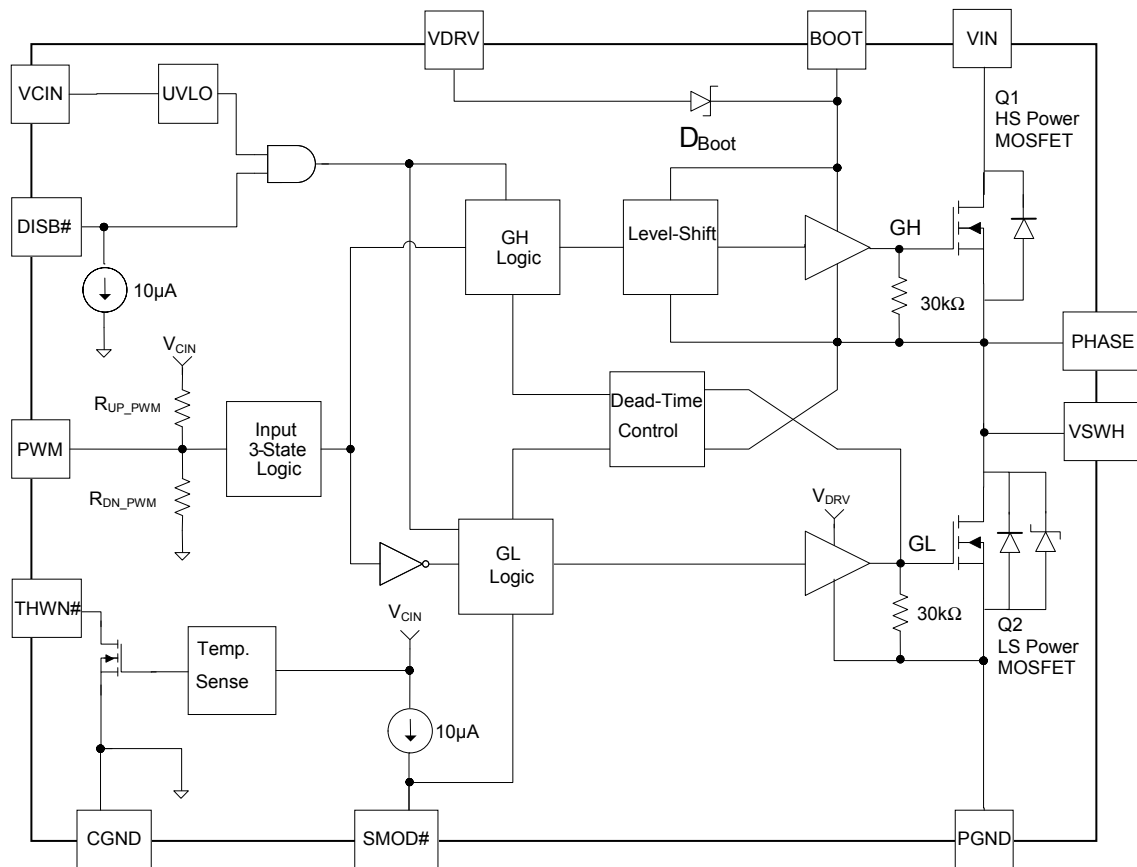 VDRV
BOOT
VIN
VCIN
UVLO
Q1
HS Power
MOSFET
DBoot
DISB#
GH
Logic
Level-Shift
GH
10µA
30kΩ
VCIN
PHASE
RUP_PWM
Dead-Time
Control
PWM
Input
3-State
Logic
VSWH
RDN_PWM
VDRV
GL
Logic
GL
THWN#
VCIN
30kΩ
Q2
LS Power
MOSFET
Temp.
Sense
10µA
CGND
SMOD#
PGND